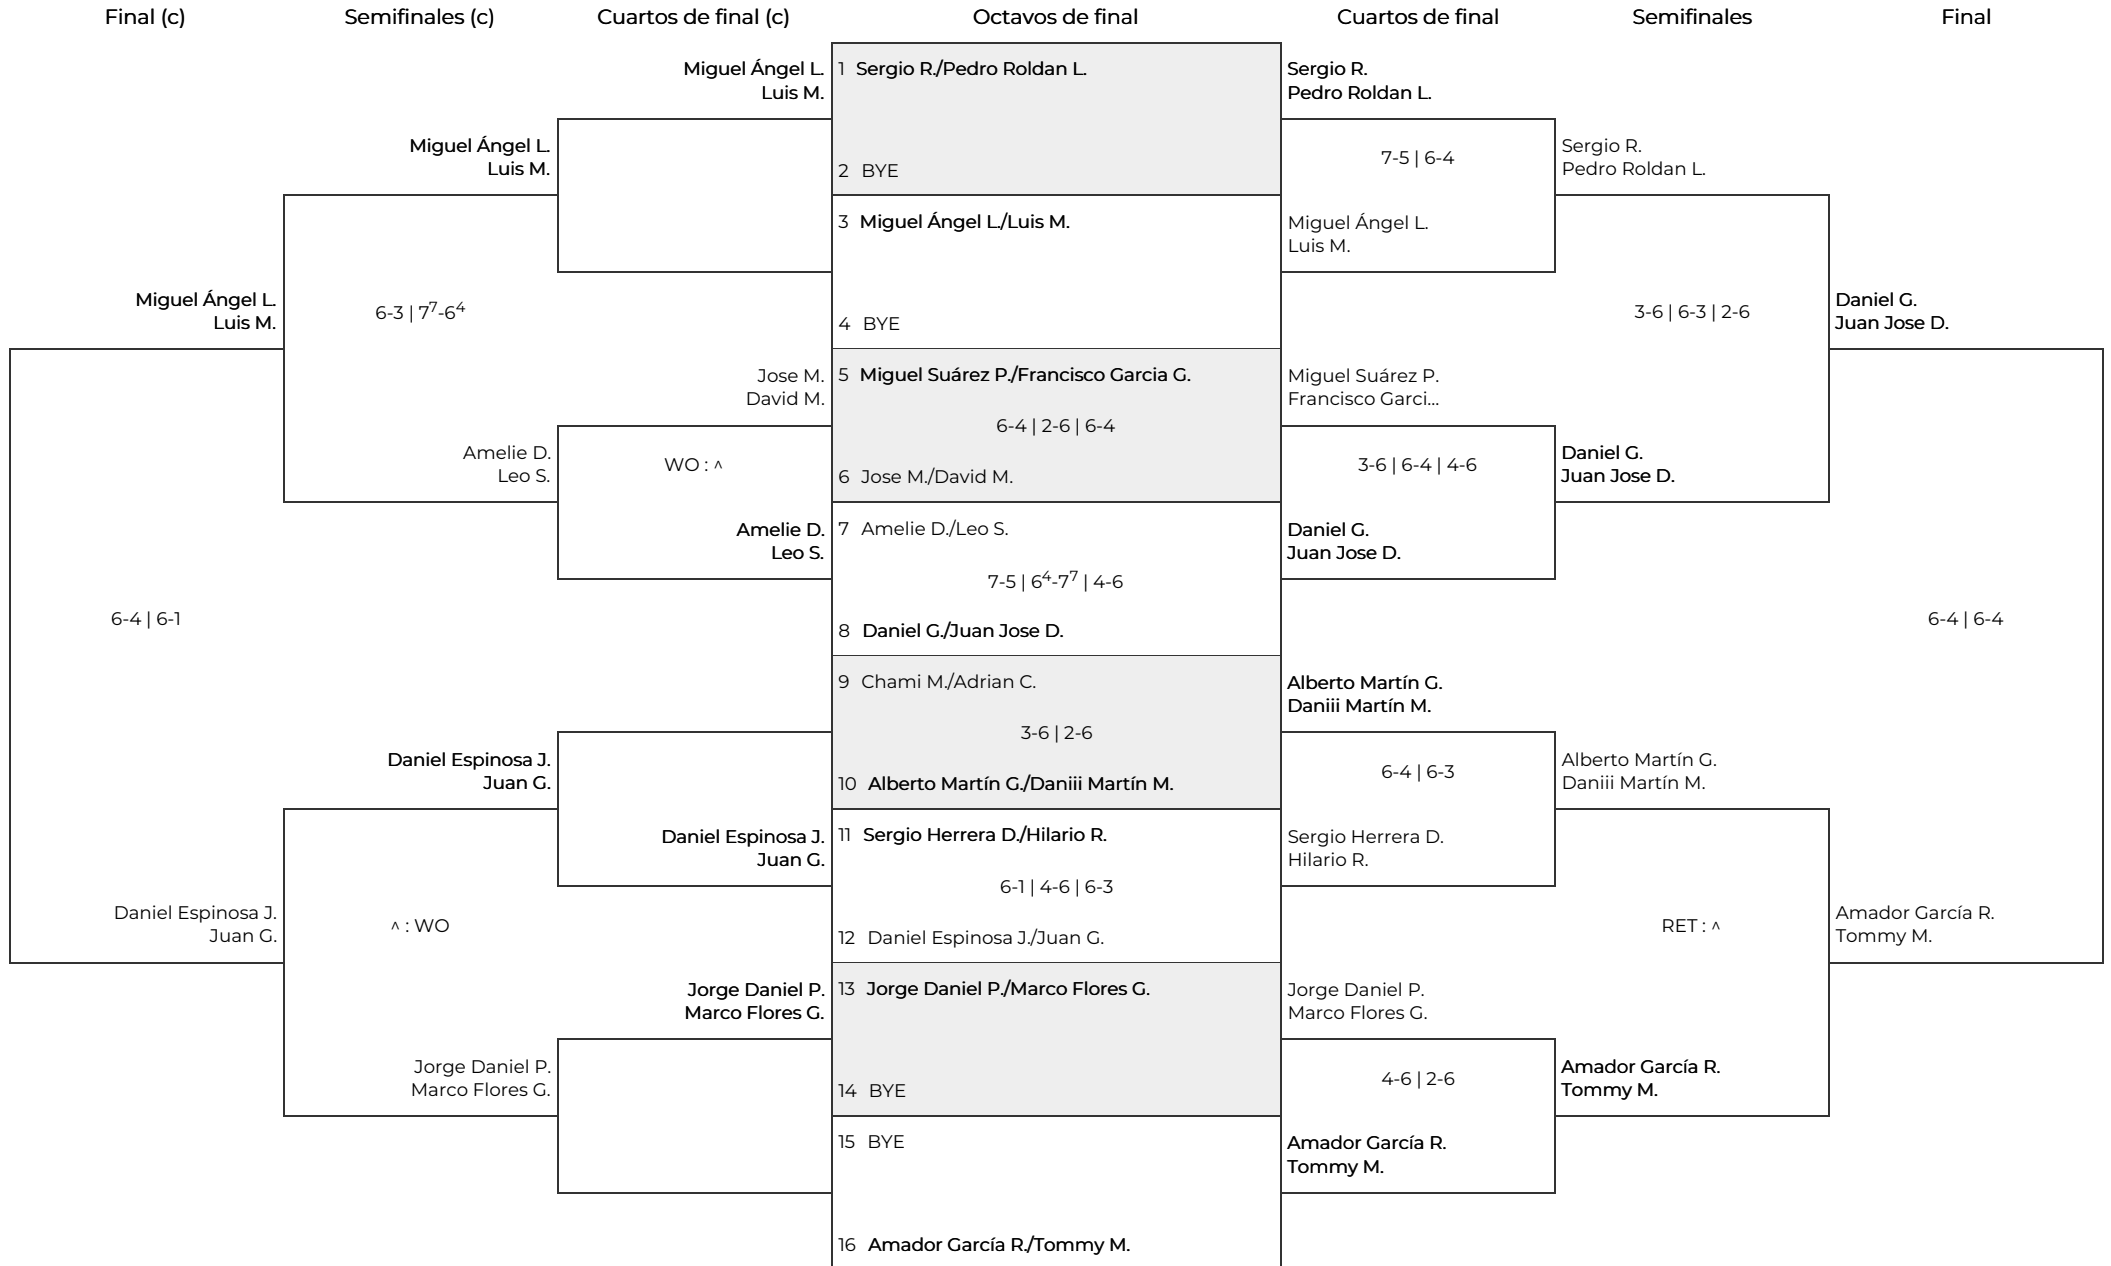 Final (c)
Semifinales (c)
Cuartos de final (c)
Octavos de final
Cuartos de final
Semifinales
Final
Miguel Ángel L.
Luis M.
Miguel Ángel L.
Luis M.
6-4 | 6-1
Daniel Espinosa J.
Juan G.
Miguel Ángel L.
Luis M.
6-3 | 7⁷-6⁴
Amelie D.
Leo S.
Daniel Espinosa J.
Juan G.
^ : WO
Jorge Daniel P.
Marco Flores G.
Jose M.
David M.
WO : ^
Amelie D.
Leo S.
Daniel Espinosa J.
Juan G.
Jorge Daniel P.
Marco Flores G.
1 Sergio R./Pedro Roldan L.
2 BYE
3 Miguel Ángel L./Luis M.
4 BYE
5 Miguel Suárez P./Francisco Garcia G.
6-4 | 2-6 | 6-4
6 Jose M./David M.
7 Amelie D./Leo S.
7-5 | 6⁴-7⁷ | 4-6
8 Daniel G./Juan Jose D.
9 Chami M./Adrian C.
3-6 | 2-6
10 Alberto Martín G./Daniii Martín M.
11 Sergio Herrera D./Hilario R.
6-1 | 4-6 | 6-3
12 Daniel Espinosa J./Juan G.
13 Jorge Daniel P./Marco Flores G.
14 BYE
15 BYE
16 Amador García R./Tommy M.
Sergio R.
Pedro Roldan L.
7-5 | 6-4
Miguel Ángel L.
Luis M.
Miguel Suárez P.
Francisco Garci...
3-6 | 6-4 | 4-6
Daniel G.
Juan Jose D.
Alberto Martín G.
Daniii Martín M.
6-4 | 6-3
Sergio Herrera D.
Hilario R.
Jorge Daniel P.
Marco Flores G.
4-6 | 2-6
Amador García R.
Tommy M.
Sergio R.
Pedro Roldan L.
3-6 | 6-3 | 2-6
Daniel G.
Juan Jose D.
Alberto Martín G.
Daniii Martín M.
RET : ^
Amador García R.
Tommy M.
Daniel G.
Juan Jose D.
6-4 | 6-4
Amador García R.
Tommy M.